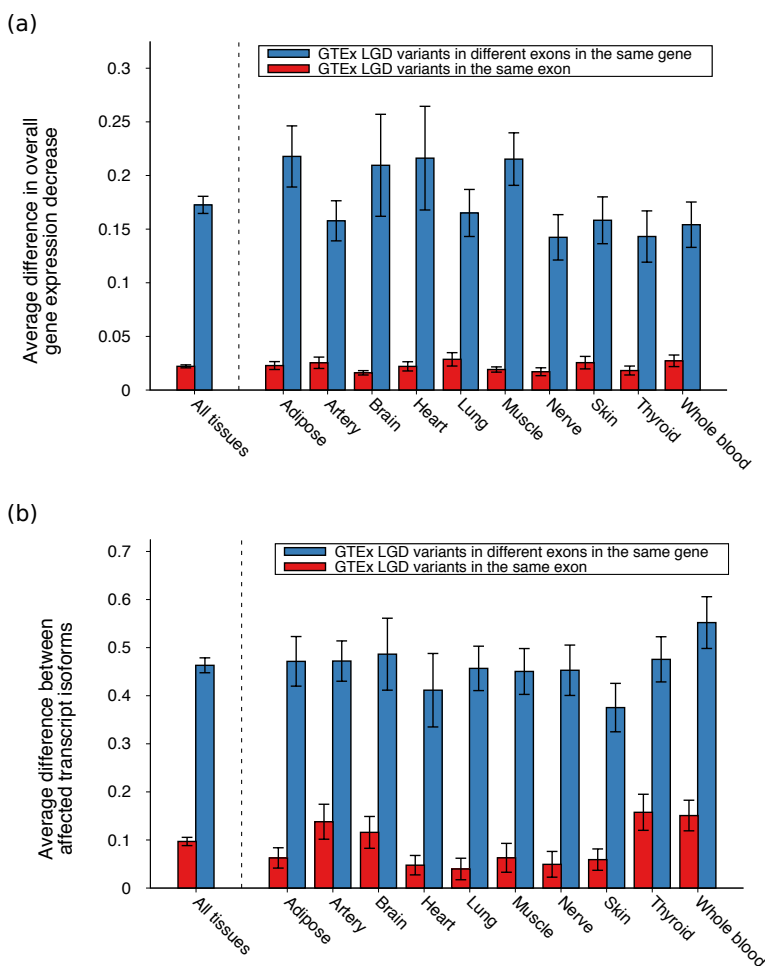 (a)
GTEx LGD variants in different exons in the same gene
GTEx LGD variants in the same exon
Average difference in overall
gene expression decrease
0.3
0.25
0.2
0.15
0.1
0.05
0
All tissues
Adipose
Artery
Brain
Heart
Lung
Muscle
Nerve
Skin
Thyroid
Whole blood
(b)
GTEx LGD variants in different exons in the same gene
GTEx LGD variants in the same exon
Average difference between
affected transcript isoforms
0.7
0.6
0.5
0.4
0.3
0.2
0.1
0
All tissues
Adipose
Artery
Brain
Heart
Lung
Muscle
Nerve
Skin
Thyroid
Whole blood